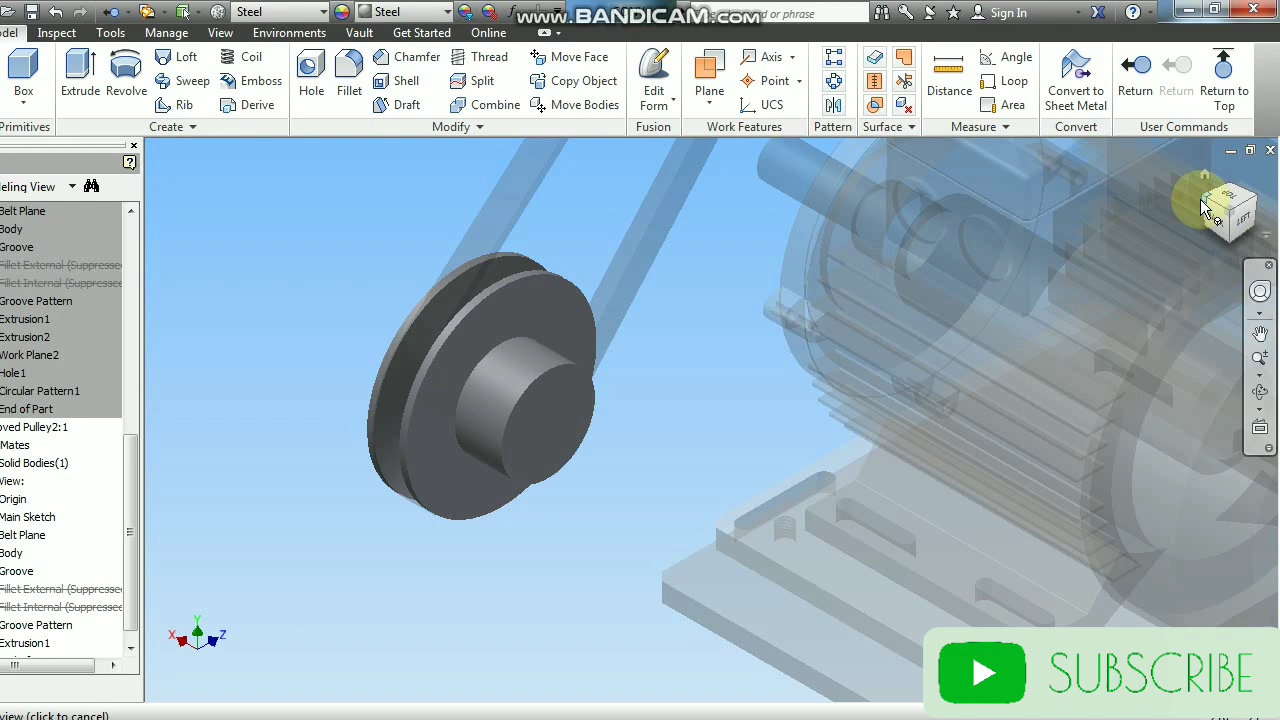 Steel
Steel
www.BANDICAM.com
or phrase
Sign In
Inspect
Tools
Manage
View
Environments
Vault
Get Started
Online
Box
Extrude
Revolve
Loft
Sweep
Rib
Coil
Emboss
Derive
Hole
Fillet
Chamfer
Shell
Draft
Thread
Split
Combine
Move Face
Copy Object
Move Bodies
Edit
Form
Plane
Axis
Point
UCS
Distance
Angle
Loop
Area
Convert to
Sheet Metal
Return
Return
Return to
Top
Primitives
Create
Modify
Fusion
Work Features
Pattern
Surface
Measure
Convert
User Commands
Belt Plane
Body
Groove
Fillet External (Suppresse
Fillet Internal (Suppressed
Groove Pattern
Extrusion1
Extrusion2
Work Plane2
Hole1
Circular Pattern1
End of Part
oved Pulley2:1
Mates
Solid Bodies(1)
View:
Origin
Main Sketch
Belt Plane
Body
Groove
Fillet External (Suppresse
Fillet Internal (Suppressed
Groove Pattern
Extrusion1
LEFT
Y
X
Z
SUBSCRIBE
view (click to cancel)